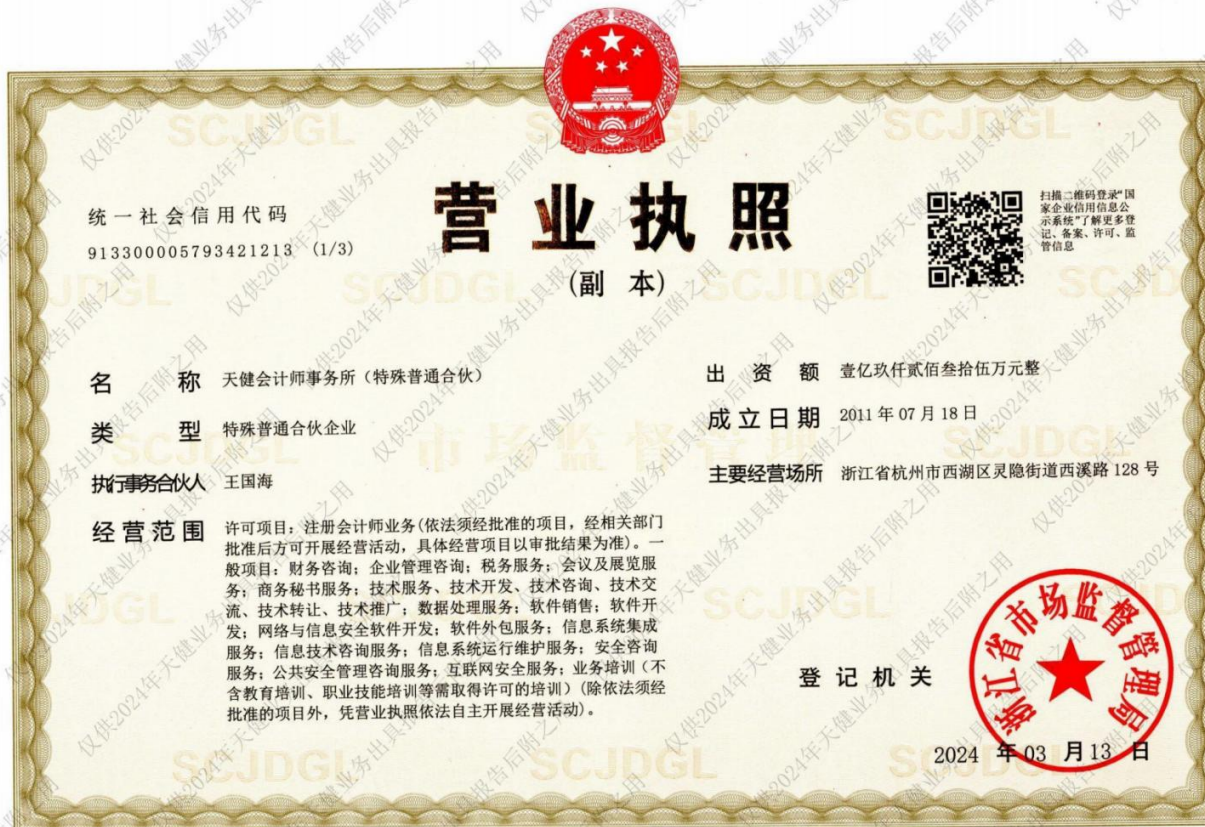 统一社会信用代码
913300005793421213 (1/3)
营业执照
(副 本)
扫描二维码登录“国
家企业信用信息公
示系统”了解更多登
记、备案、许可、监
管信息
名 称 天健会计师事务所（特殊普通合伙）
类 型 特殊普通合伙企业
执行事务合伙人 王国海
经营范围 许可项目：注册会计师业务(依法须经批准的项目，经相关部门
批准后方可开展经营活动，具体经营项目以审批结果为准)。一
般项目：财务咨询；企业管理咨询；税务服务；会议及展览服
务；商务秘书服务；技术服务、技术开发、技术咨询、技术交
流、技术转让、技术推广；数据处理服务；软件销售；软件开
发；网络与信息安全软件开发；软件外包服务；信息系统集成
服务；信息技术咨询服务；信息系统运行维护服务；安全咨询
服务；公共安全管理咨询服务；互联网安全服务；业务培训（不
含教育培训、职业技能培训等需取得许可的培训）(除依法须经
批准的项目外，凭营业执照依法自主开展经营活动)。
出 资 额 壹亿玖仟贰佰叁拾伍万元整
成立日期 2011 年 07 月 18 日
主要经营场所 浙江省杭州市西湖区灵隐街道西溪路 128 号
登记机关
浙江省市场监督管理局
2024 年 03 月 13 日
SCJDGL
市场监督管理
仅供2024年天健业务出具报告后附之用